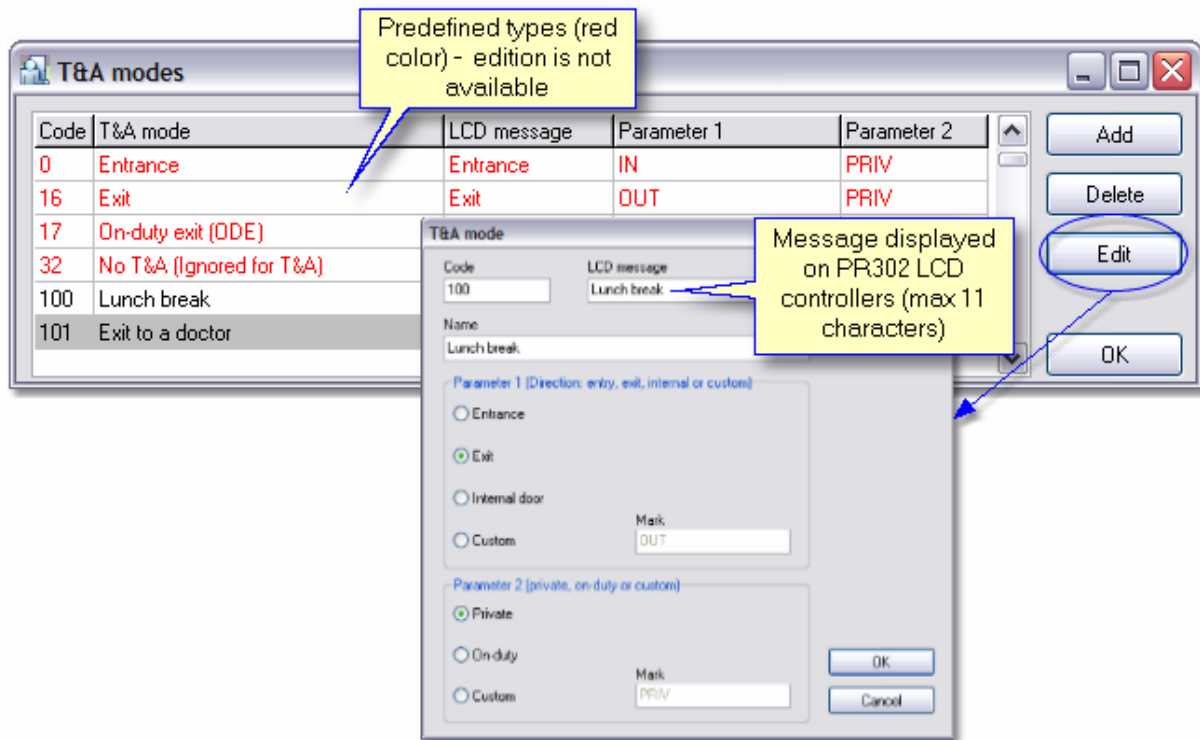 Predefined types (red
color) - edition is not
available
T&A modes
Code T&A mode LCD message Parameter 1 Parameter 2
0 Entrance Entrance IN PRIV
16 Exit Exit OUT PRIV
17 On-duty exit (ODE)
32 No T&A (Ignored for T&A)
100 Lunch break
101 Exit to a doctor
Add
Delete
Edit
OK
T&A mode
Code LCD message
100 Lunch break
Message displayed
on PR302 LCD
controllers (max 11
characters)
Name
Lunch break
Parameter 1 (Direction: entry, exit, internal or custom)
Entrance
Exit
Internal door
Mark
Custom OUT
Parameter 2 (private, on-duty or custom)
Private
On-duty
Mark
Custom PRIV
OK
Cancel